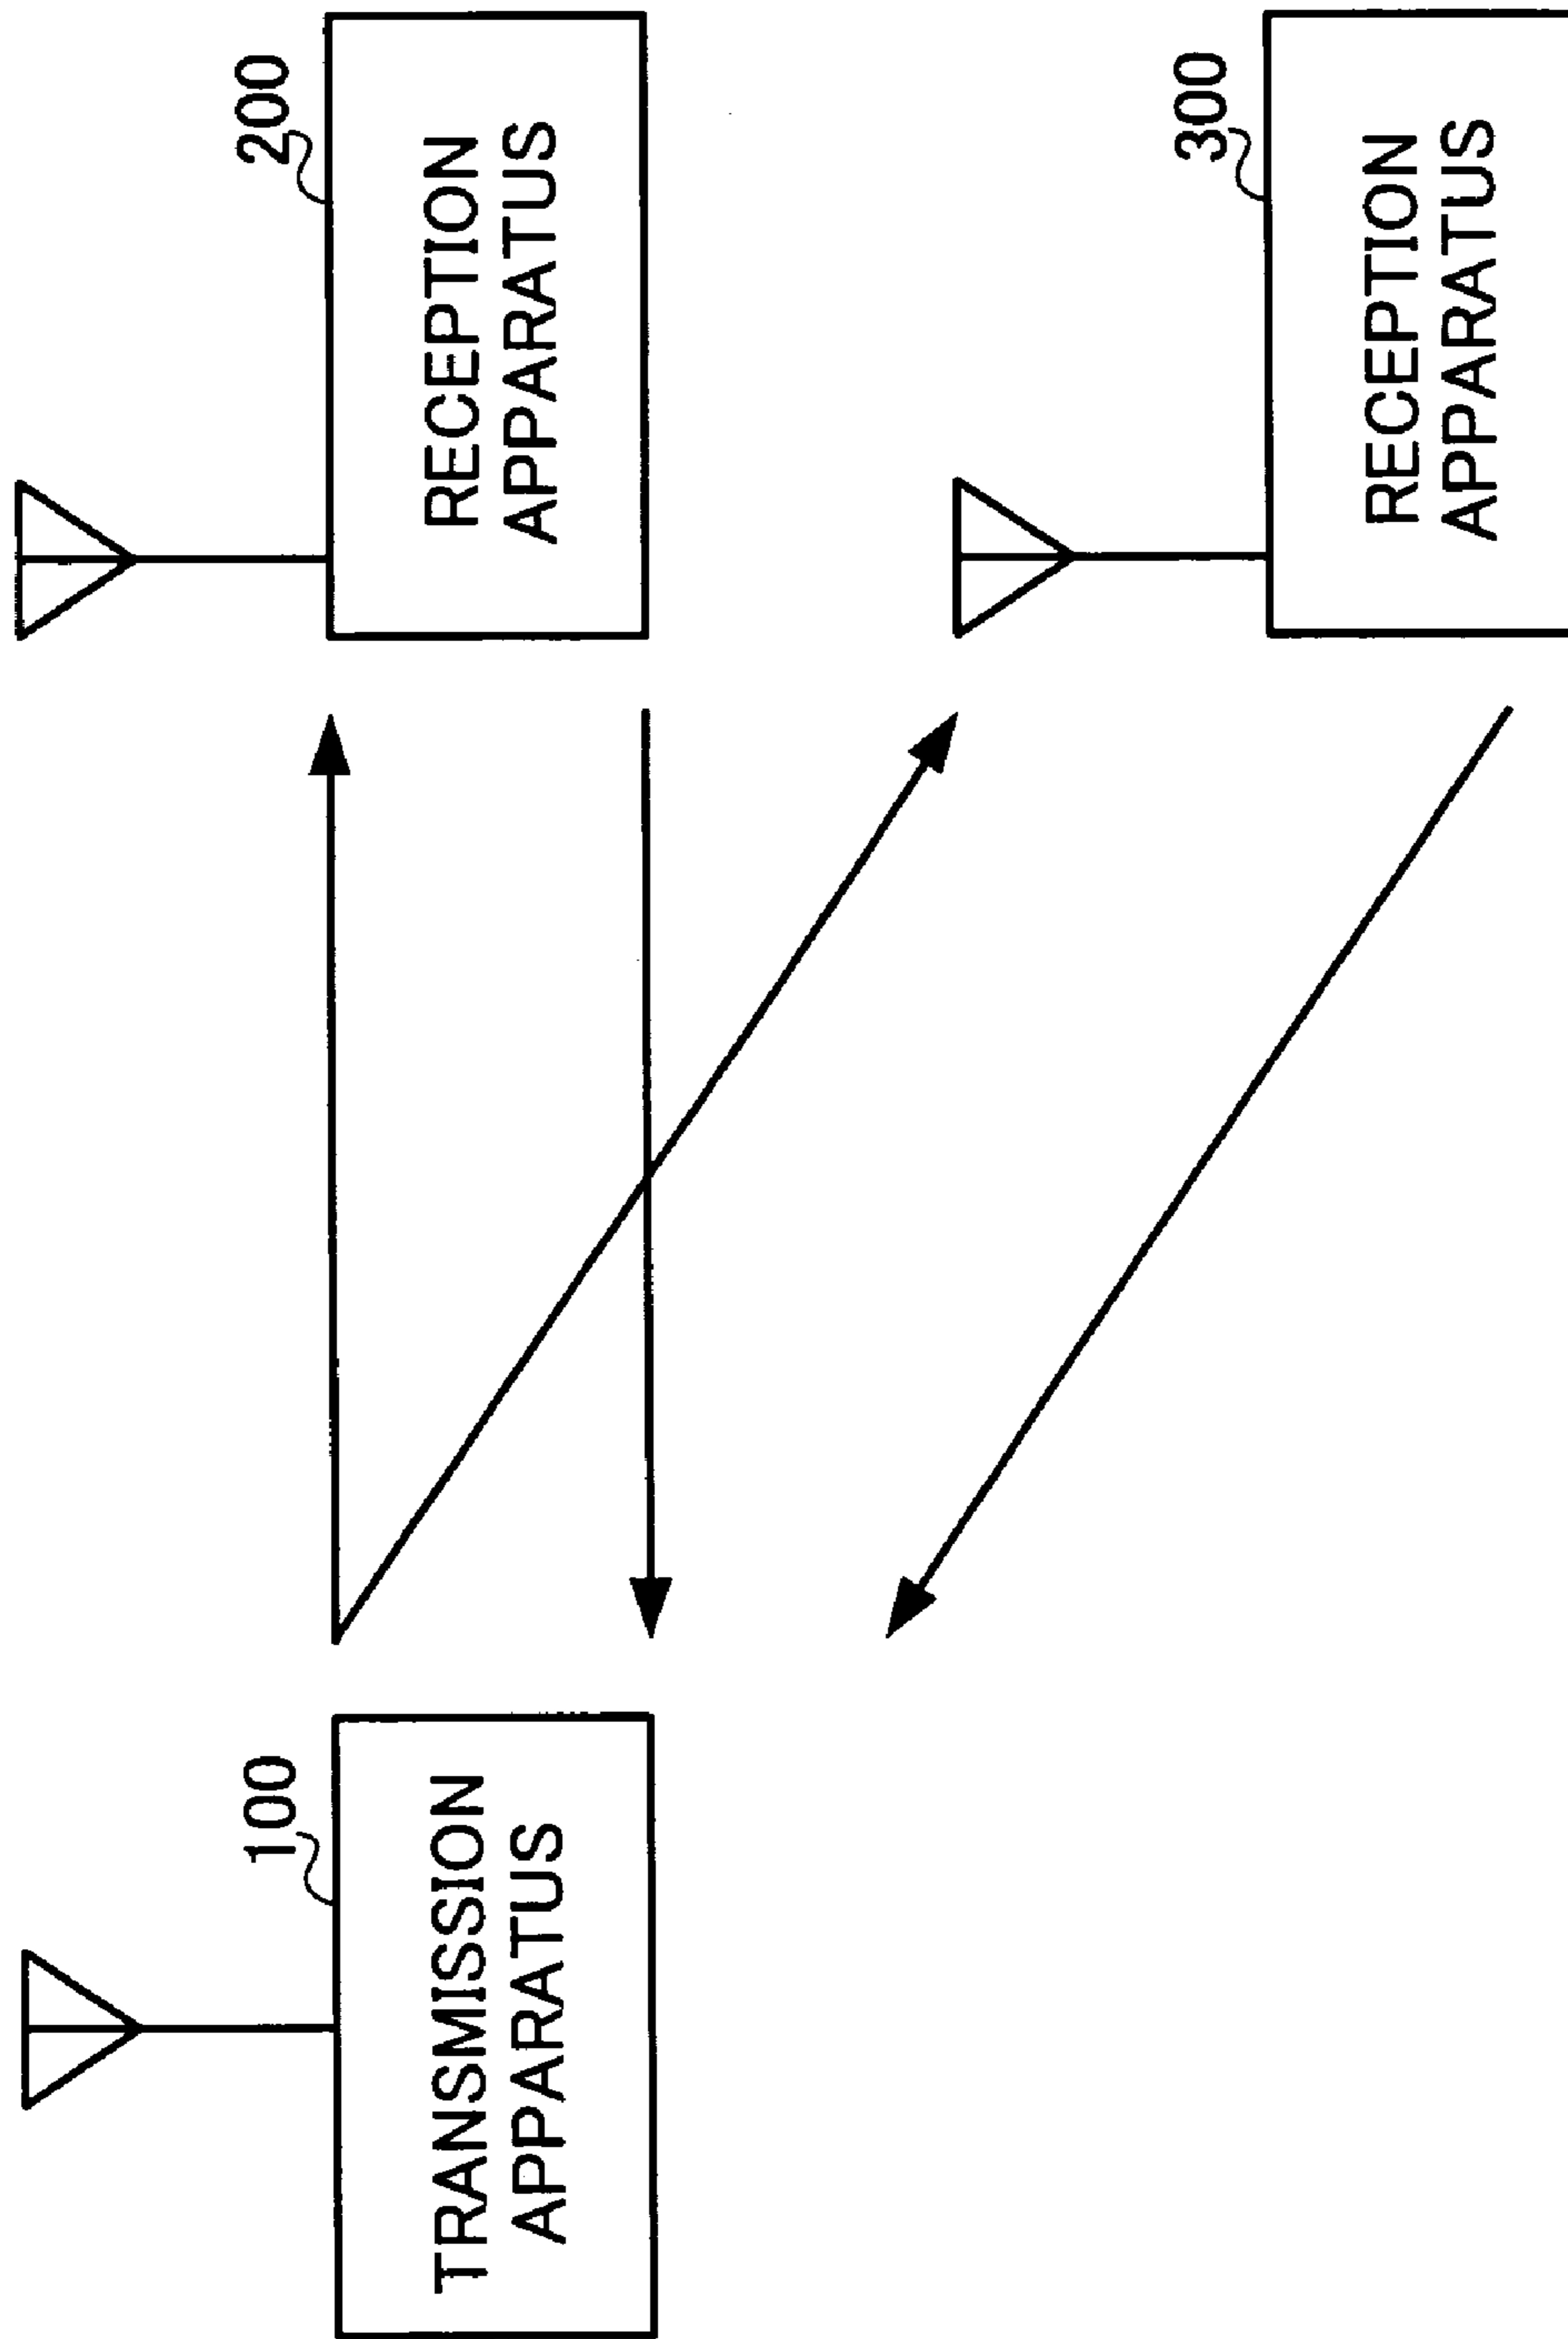 100
TRANSMISSION
APPARATUS
200
RECEPTION
APPARATUS
300
RECEPTION
APPARATUS